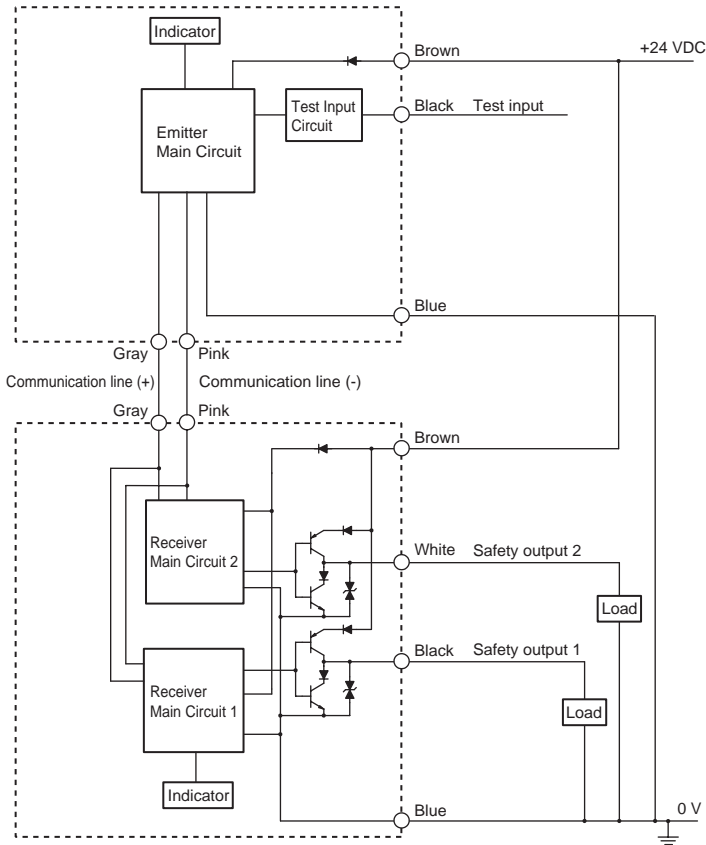 Indicator
Brown
+24 VDC
Emitter
Main Circuit
Test Input
Circuit
Black
Test input
Blue
Gray
Pink
Communication line (+)
Communication line (-)
Gray
Pink
Brown
Receiver
Main Circuit 2
White
Safety output 2
Load
Black
Safety output 1
Receiver
Main Circuit 1
Load
Indicator
Blue
0 V